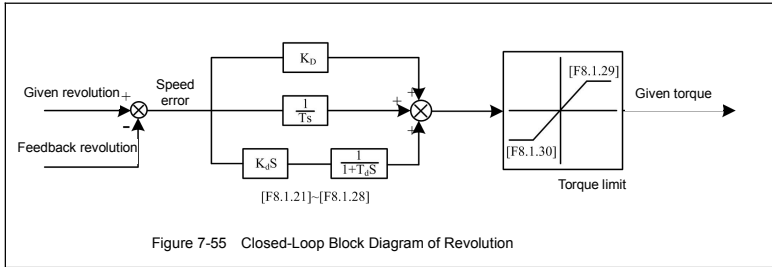 K_D
[F8.1.29]
Given revolution
+
Speed
error
+
+
+
1
Ts
Given torque
-
Feedback revolution
K_dS
1
1+T_dS
[F8.1.30]
[F8.1.21]~[F8.1.28]
Torque limit
Figure 7-55 Closed-Loop Block Diagram of Revolution